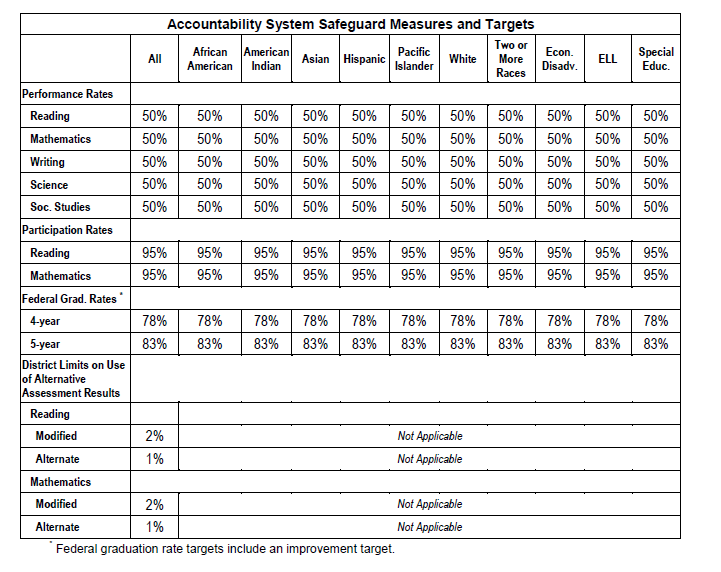 Accountability System Safeguard Measures and Targets
All African American American Indian Asian Hispanic Pacific Islander White Two or More Races Econ. Disadv. ELL Special Educ.
Performance Rates
Reading 50% 50% 50% 50% 50% 50% 50% 50% 50% 50% 50%
Mathematics 50% 50% 50% 50% 50% 50% 50% 50% 50% 50% 50%
Writing 50% 50% 50% 50% 50% 50% 50% 50% 50% 50% 50%
Science 50% 50% 50% 50% 50% 50% 50% 50% 50% 50% 50%
Soc. Studies 50% 50% 50% 50% 50% 50% 50% 50% 50% 50% 50%
Participation Rates
Reading 95% 95% 95% 95% 95% 95% 95% 95% 95% 95% 95%
Mathematics 95% 95% 95% 95% 95% 95% 95% 95% 95% 95% 95%
Federal Grad. Rates *
4-year 78% 78% 78% 78% 78% 78% 78% 78% 78% 78% 78%
5-year 83% 83% 83% 83% 83% 83% 83% 83% 83% 83% 83%
District Limits on Use
of Alternative
Assessment Results
Reading
Modified 2% Not Applicable
Alternate 1% Not Applicable
Mathematics
Modified 2% Not Applicable
Alternate 1% Not Applicable
* Federal graduation rate targets include an improvement target.